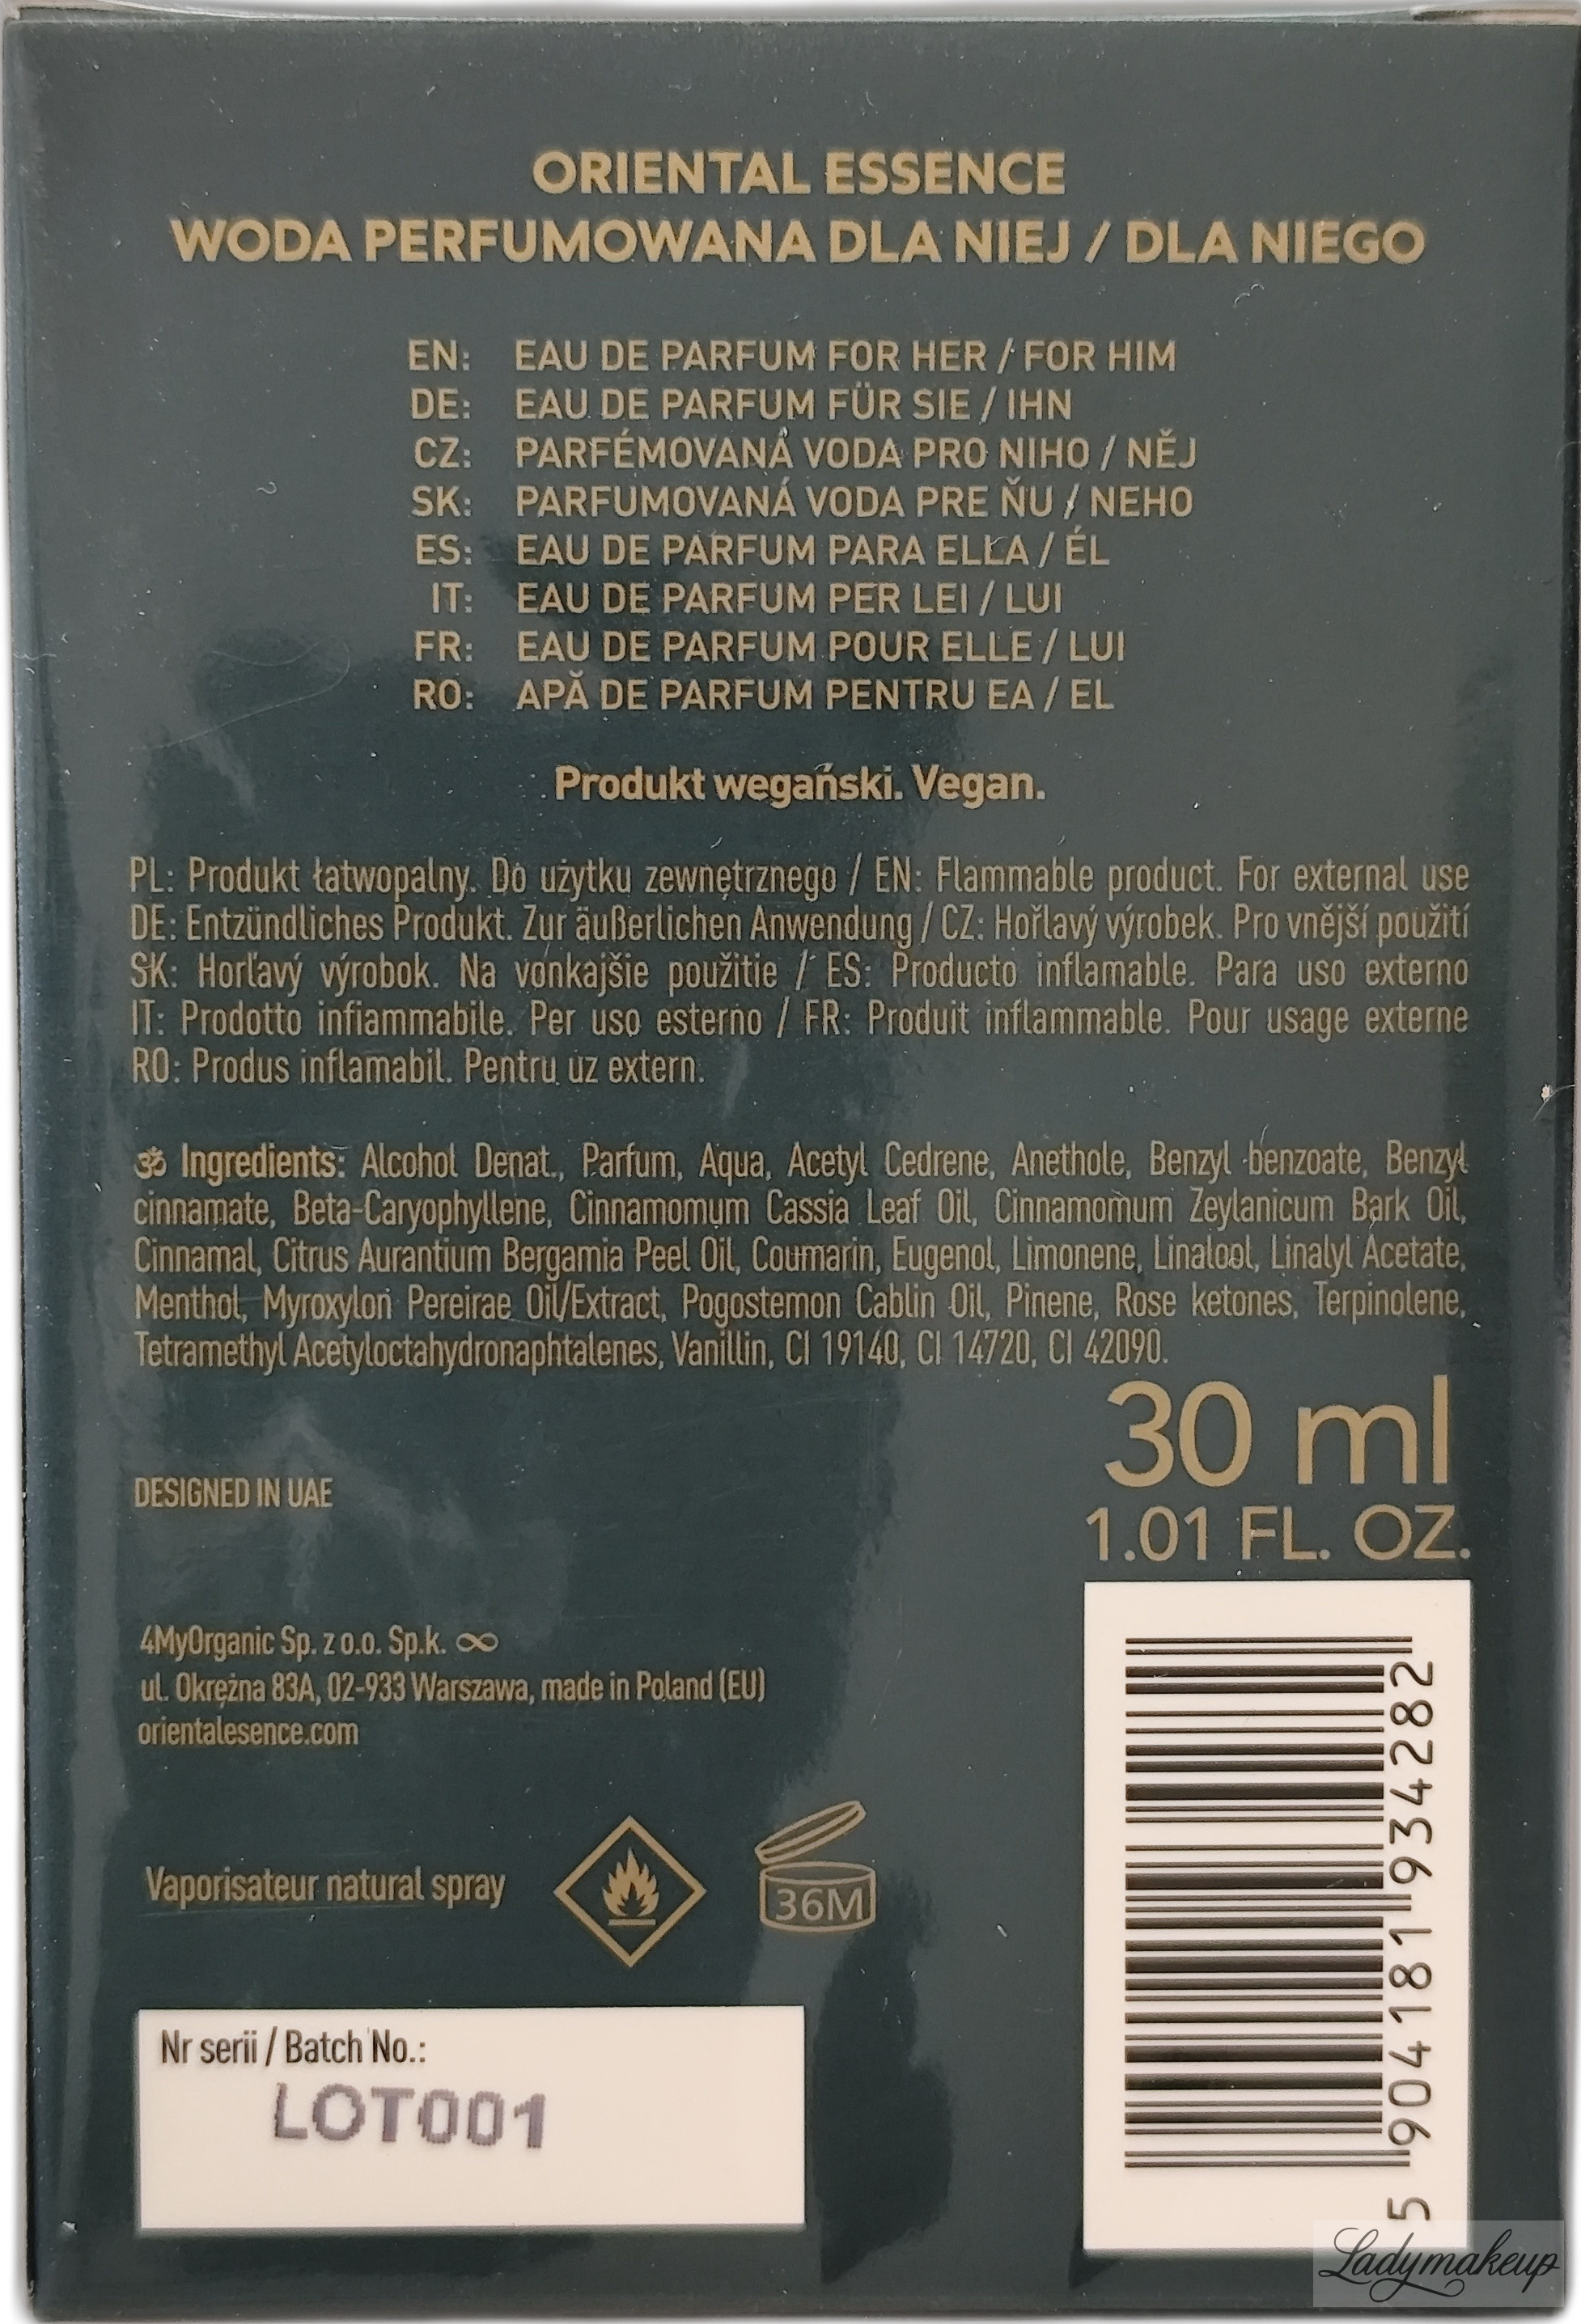 ORIENTAL ESSENCE
WODA PERFUMOWANA DLA NIEJ / DLA NIEGO
EN: EAU DE PARFUM FOR HER / FOR HIM
DE: EAU DE PARFUM FÜR SIE / IHN
CZ: PARFÉMOVANÁ VODA PRO NIHO / NĚJ
SK: PARFUMOVANÁ VODA PRE ŇU / NEHO
ES: EAU DE PARFUM PARA ELLA / ÉL
IT: EAU DE PARFUM PER LEI / LUI
FR: EAU DE PARFUM POUR ELLE / LUI
RO: APĂ DE PARFUM PENTRU EA / EL
Produkt wegański. Vegan.
PL: Produkt łatwopalny. Do użytku zewnętrznego / EN: Flammable product. For external use
DE: Entzündliches Produkt. Zur äußerlichen Anwendung / CZ: Hořlavý výrobek. Pro vnější použití
SK: Horľavý výrobok. Na vonkajšie použitie / ES: Producto inflamable. Para uso externo
IT: Prodotto infiammabile. Per uso esterno / FR: Produit inflammable. Pour usage externe
RO: Produs inflamabil. Pentru uz extern.
ॐ Ingredients: Alcohol Denat., Parfum, Aqua, Acetyl Cedrene, Anethole, Benzyl benzoate, Benzyl
cinnamate, Beta-Caryophyllene, Cinnamomum Cassia Leaf Oil, Cinnamomum Zeylanicum Bark Oil,
Cinnamal, Citrus Aurantium Bergamia Peel Oil, Coumarin, Eugenol, Limonene, Linalool, Linalyl Acetate,
Menthol, Myroxylon Pereirae Oil/Extract, Pogostemon Cablin Oil, Pinene, Rose ketones, Terpinolene,
Tetramethyl Acetyloctahydronaphtalenes, Vanillin, CI 19140, CI 14720, CI 42090.
30 ml
1.01 FL. OZ.
DESIGNED IN UAE
4MyOrganic Sp. z o.o. Sp.k. ∞
ul. Okrężna 83A, 02-933 Warszawa, made in Poland (EU)
orientalesence.com
Vaporisateur natural spray
36M
Nr serii / Batch No.:
LOT001
5 904181 934282
Ladymakeup